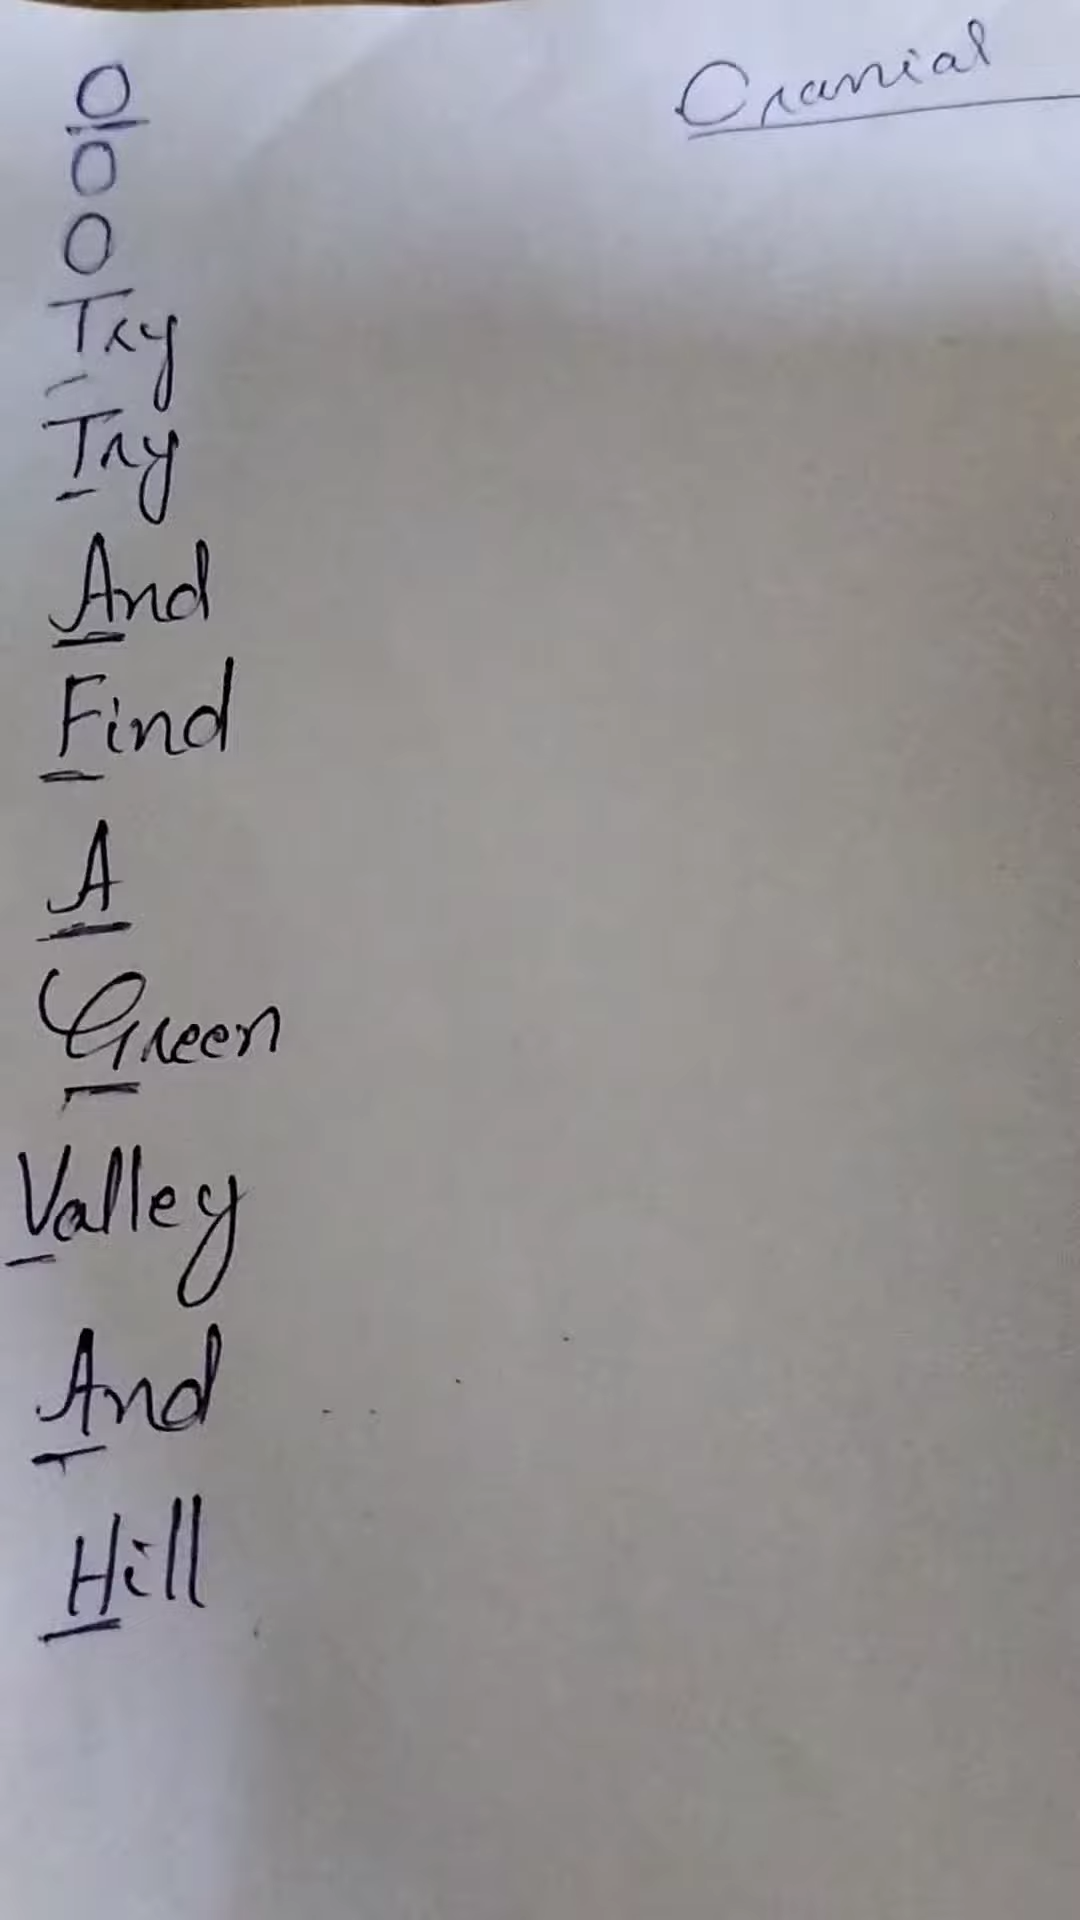 Cranial
O
O
O
Try
Try
And
Find
A
Green
Valley
And
Hill